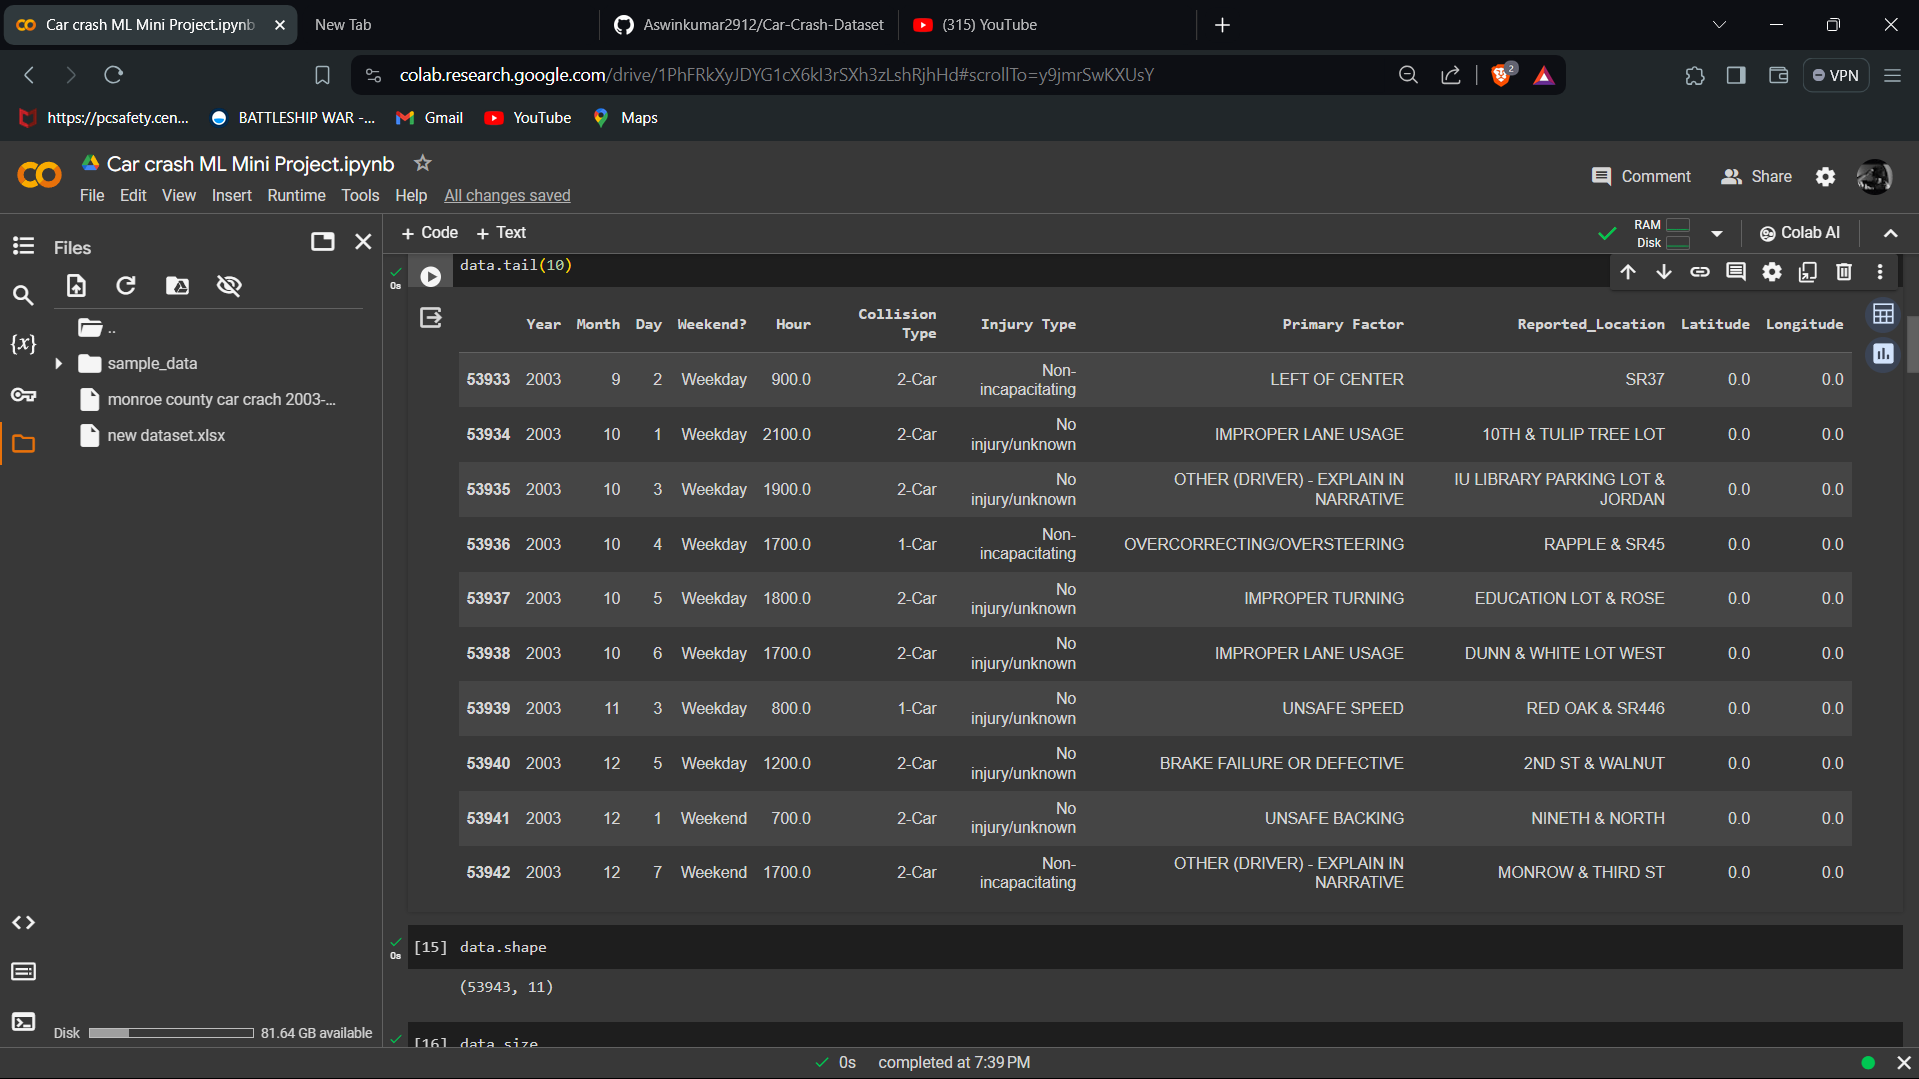 Car crash ML Mini Project.ipynb
New Tab
Aswinkumar2912/Car-Crash-Dataset
(315) YouTube
colab.research.google.com/drive/1PhFRkXyJDYG1cX6kI3rSXh3zLshRjhHd#scrollTo=y9jmrSwKXUsY
2
VPN
https://pcsafety.cen...
BATTLESHIP WAR -...
Gmail
YouTube
Maps
Car crash ML Mini Project.ipynb
Comment
Share
File Edit View Insert Runtime Tools Help All changes saved
Files
+ Code + Text
RAM
Disk
Colab AI
..
sample_data
monroe county car crach 2003-...
new dataset.xlsx
{x}
0s
data.tail(10)
Year Month Day Weekend? Hour Collision Type Injury Type Primary Factor Reported_Location Latitude Longitude
53933 2003 9 2 Weekday 900.0 2-Car Non-incapacitating LEFT OF CENTER SR37 0.0 0.0
53934 2003 10 1 Weekday 2100.0 2-Car No injury/unknown IMPROPER LANE USAGE 10TH & TULIP TREE LOT 0.0 0.0
53935 2003 10 3 Weekday 1900.0 2-Car No injury/unknown OTHER (DRIVER) - EXPLAIN IN NARRATIVE IU LIBRARY PARKING LOT & JORDAN 0.0 0.0
53936 2003 10 4 Weekday 1700.0 1-Car Non-incapacitating OVERCORRECTING/OVERSTEERING RAPPLE & SR45 0.0 0.0
53937 2003 10 5 Weekday 1800.0 2-Car No injury/unknown IMPROPER TURNING EDUCATION LOT & ROSE 0.0 0.0
53938 2003 10 6 Weekday 1700.0 2-Car No injury/unknown IMPROPER LANE USAGE DUNN & WHITE LOT WEST 0.0 0.0
53939 2003 11 3 Weekday 800.0 1-Car No injury/unknown UNSAFE SPEED RED OAK & SR446 0.0 0.0
53940 2003 12 5 Weekday 1200.0 2-Car No injury/unknown BRAKE FAILURE OR DEFECTIVE 2ND ST & WALNUT 0.0 0.0
53941 2003 12 1 Weekend 700.0 2-Car No injury/unknown UNSAFE BACKING NINETH & NORTH 0.0 0.0
53942 2003 12 7 Weekend 1700.0 2-Car Non-incapacitating OTHER (DRIVER) - EXPLAIN IN NARRATIVE MONROW & THIRD ST 0.0 0.0
0s
[15] data.shape
(53943, 11)
[16] data.size
Disk 81.64 GB available
0s completed at 7:39 PM